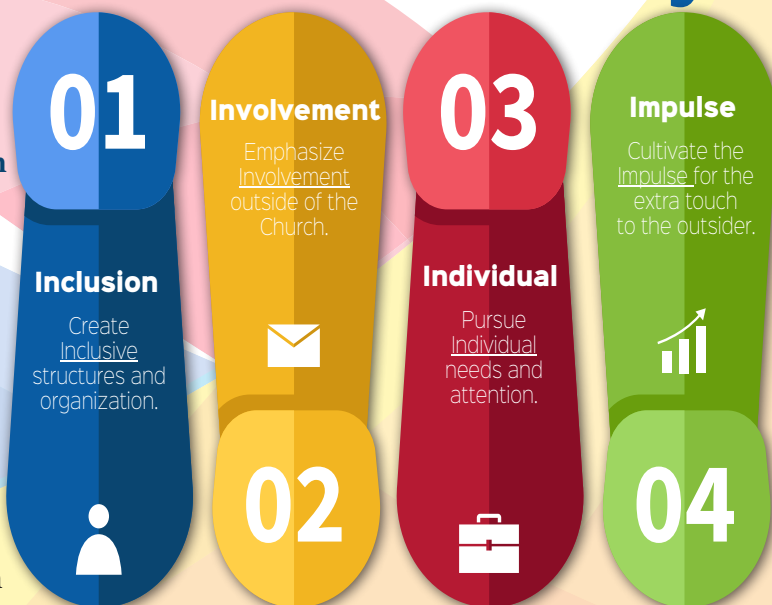 01
Inclusion
Create
Inclusive
structures and
organization.
Involvement
Emphasize
Involvement
outside of the
Church.
02
03
Individual
Pursue
Individual
needs and
attention.
Impulse
Cultivate the
Impulse for the
extra touch
to the outsider.
04